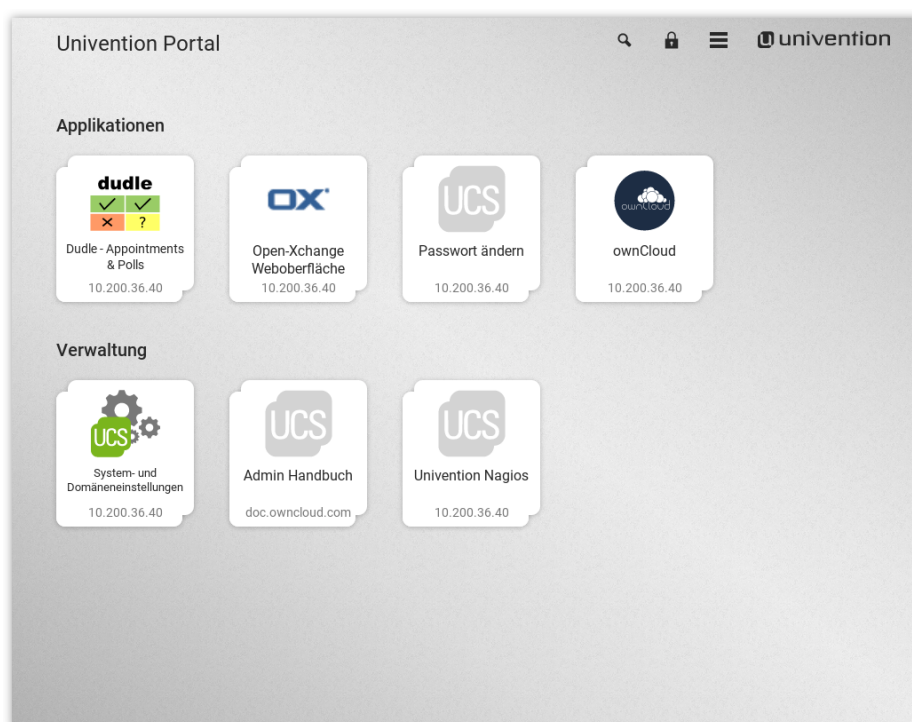 Univention Portal
univention
Applikationen
dudle
?
Dudle - Appointments
& Polls
10.200.36.40
OX
Open-Xchange
Weboberfläche
10.200.36.40
UCS
Passwort ändern
10.200.36.40
ownCloud
ownCloud
10.200.36.40
Verwaltung
UCS
System- und
Domäneneinstellungen
10.200.36.40
UCS
Admin Handbuch
doc.owncloud.com
UCS
Univention Nagios
10.200.36.40